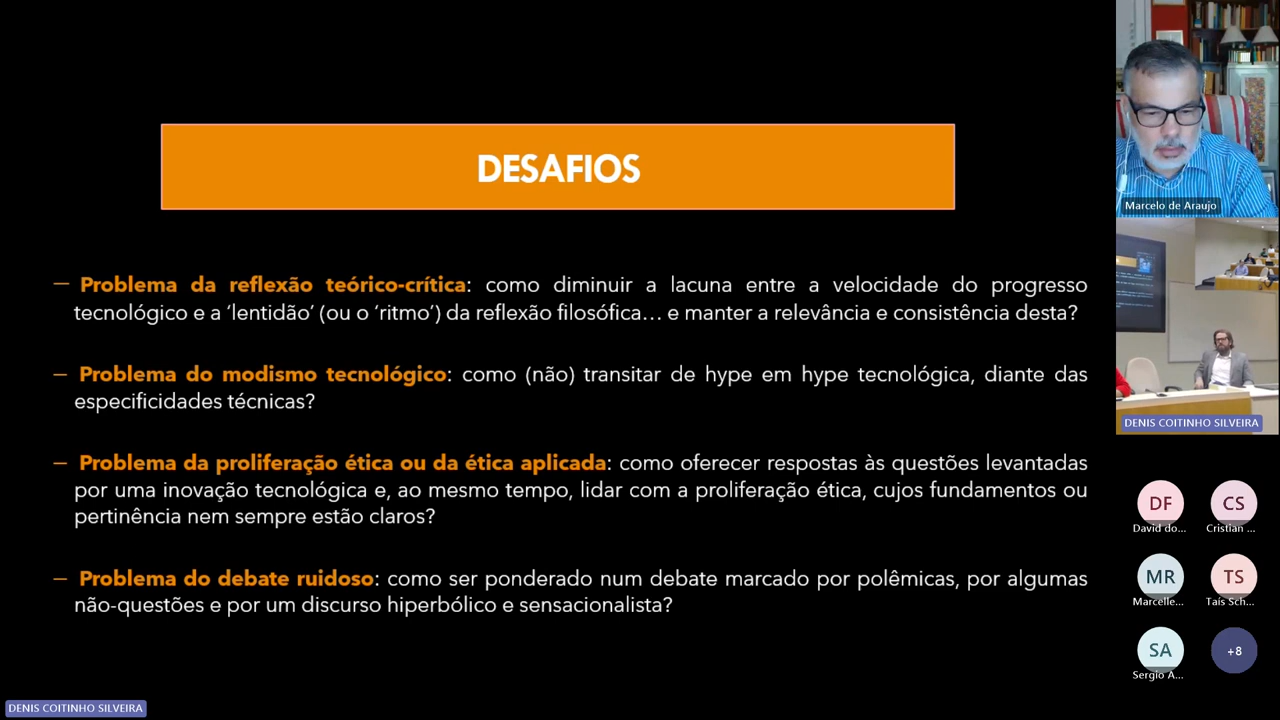 DESAFIOS
— Problema da reflexão teórico-crítica: como diminuir a lacuna entre a velocidade do progresso
tecnológico e a ‘lentidão’ (ou o ‘ritmo’) da reflexão filosófica... e manter a relevância e consistência desta?
— Problema do modismo tecnológico: como (não) transitar de hype em hype tecnológica, diante das
especificidades técnicas?
— Problema da proliferação ética ou da ética aplicada: como oferecer respostas às questões levantadas
por uma inovação tecnológica e, ao mesmo tempo, lidar com a proliferação ética, cujos fundamentos ou
pertinência nem sempre estão claros?
— Problema do debate ruidoso: como ser ponderado num debate marcado por polêmicas, por algumas
não-questões e por um discurso hiperbólico e sensacionalista?
DENIS COITINHO SILVEIRA
Marcelo de Araujo
DENIS COITINHO SILVEIRA
DF CS
David do... Cristian ...
MR TS
Marcelle... Taís Sch...
SA +8
Sergio A...